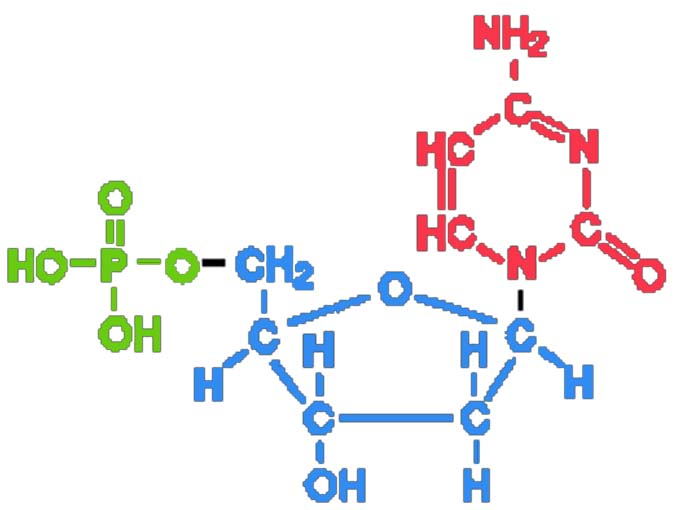 NH2
C
HC N
O
HC C
HO P O CH2 N O
O
OH C H H C
H H
C C
OH H